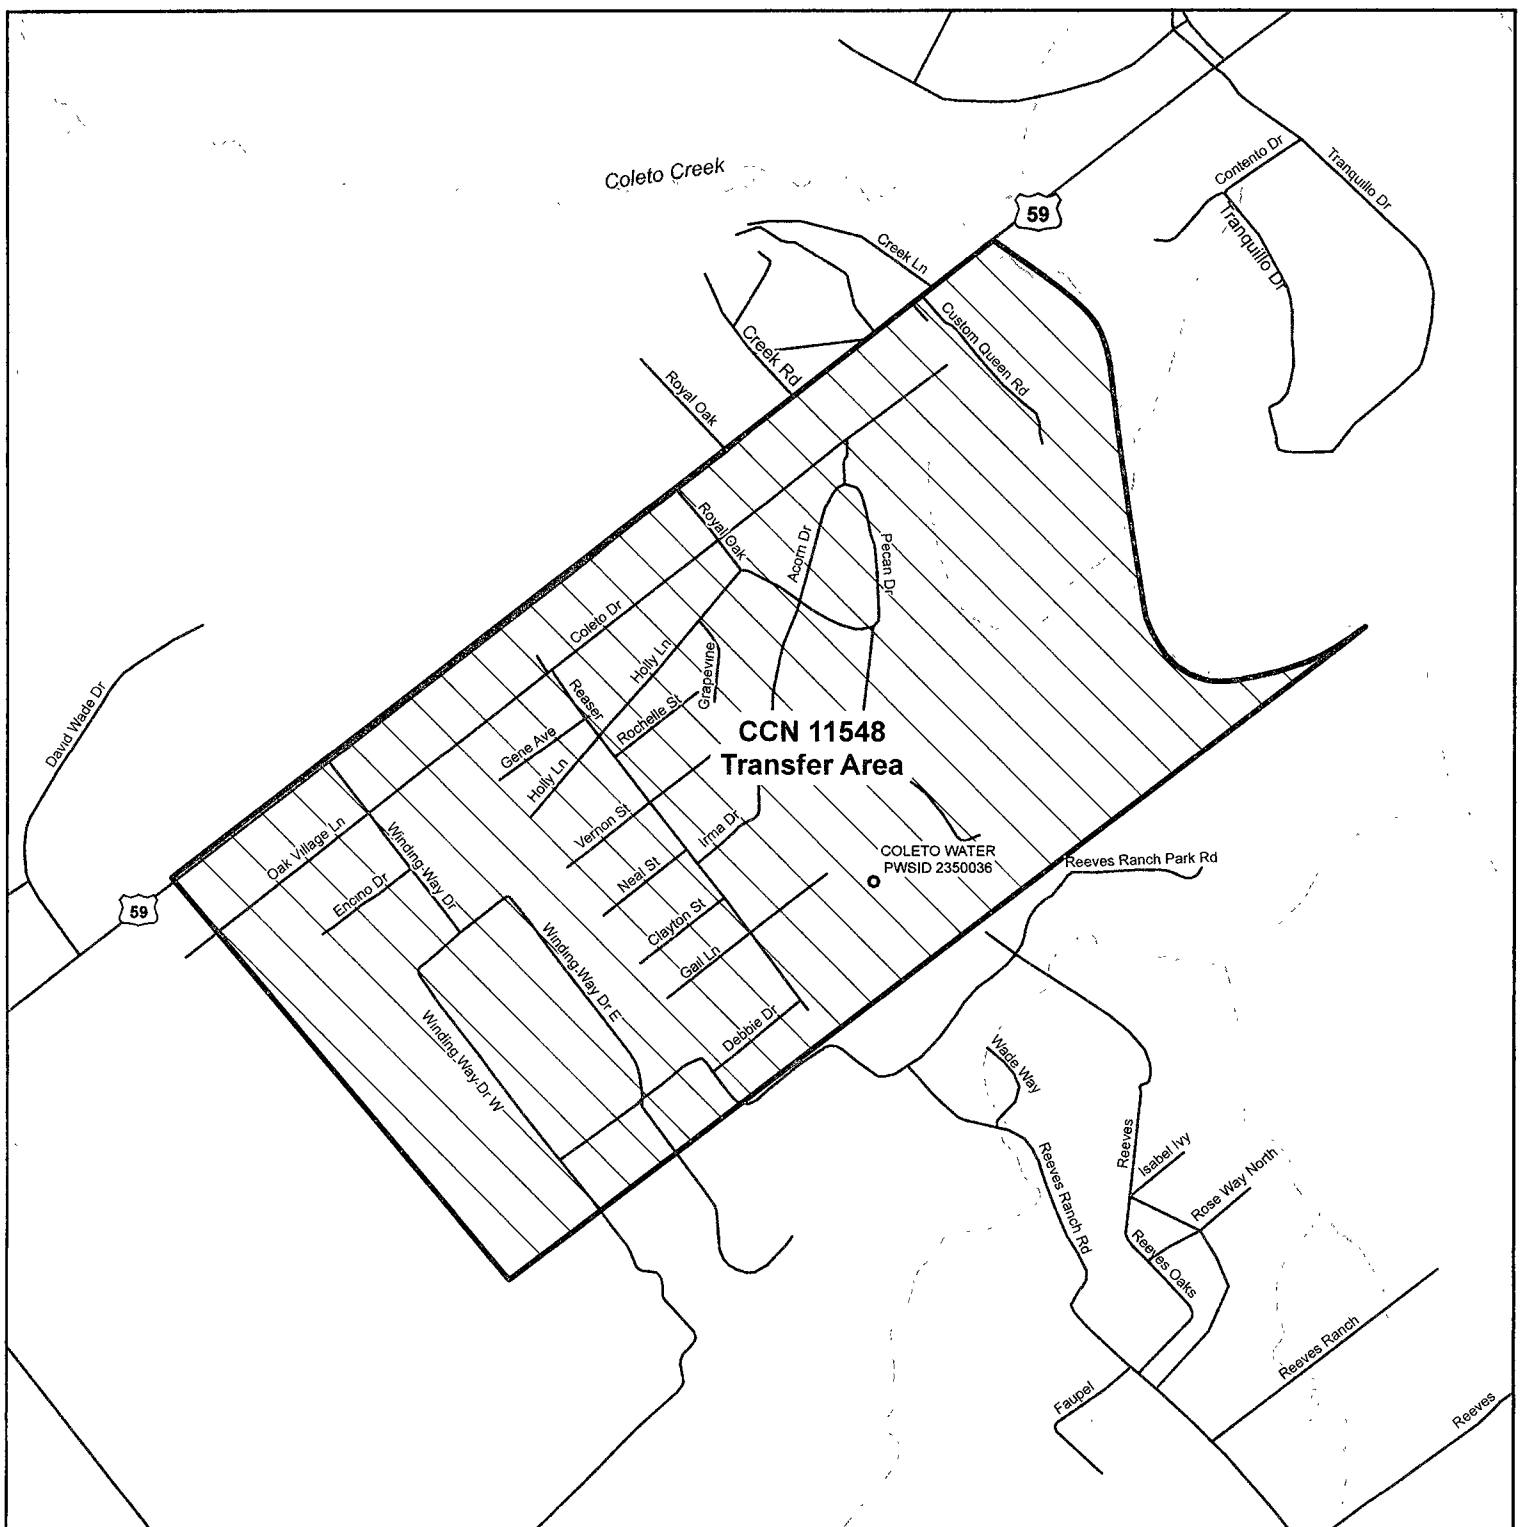 Coleto Creek
Contento Dr
Tranquillo Dr
59
Tranquillo Dr
Creek Ln
Custom Queen Rd
Creek Rd
Royal Oak
Royal Oak
Acorn Dr
Pecan Dr
Coleto Dr
Holly Ln
Grapevine
Reaser
Rochelle St
David Wade Dr
Gene Ave
CCN 11548
Transfer Area
Holly Ln
Vernon St
Irma Dr
Oak Village Ln
Winding Way Dr
COLETO WATER
PWSID 2350036
Reeves Ranch Park Rd
Neal St
Encino Dr
59
Clayton St
Gail Ln
Winding Way Dr E
Debbie Dr
Winding Way Dr W
Wade Way
Reeves
Isabel Ivy
Rose Way North
Reeves Ranch Rd
Reeves Oaks
Reeves Ranch
Faupel
Reeves